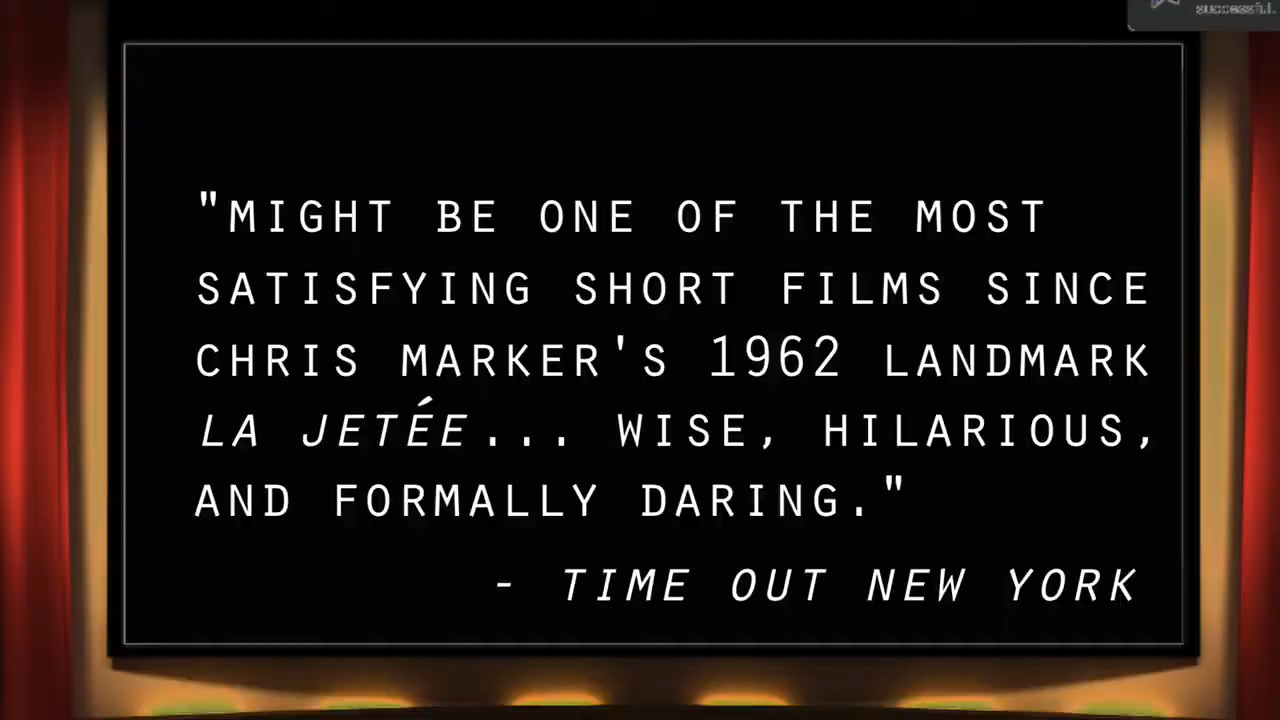 successful.
"MIGHT BE ONE OF THE MOST
SATISFYING SHORT FILMS SINCE
CHRIS MARKER'S 1962 LANDMARK
LA JETÉE... WISE, HILARIOUS,
AND FORMALLY DARING."
- TIME OUT NEW YORK